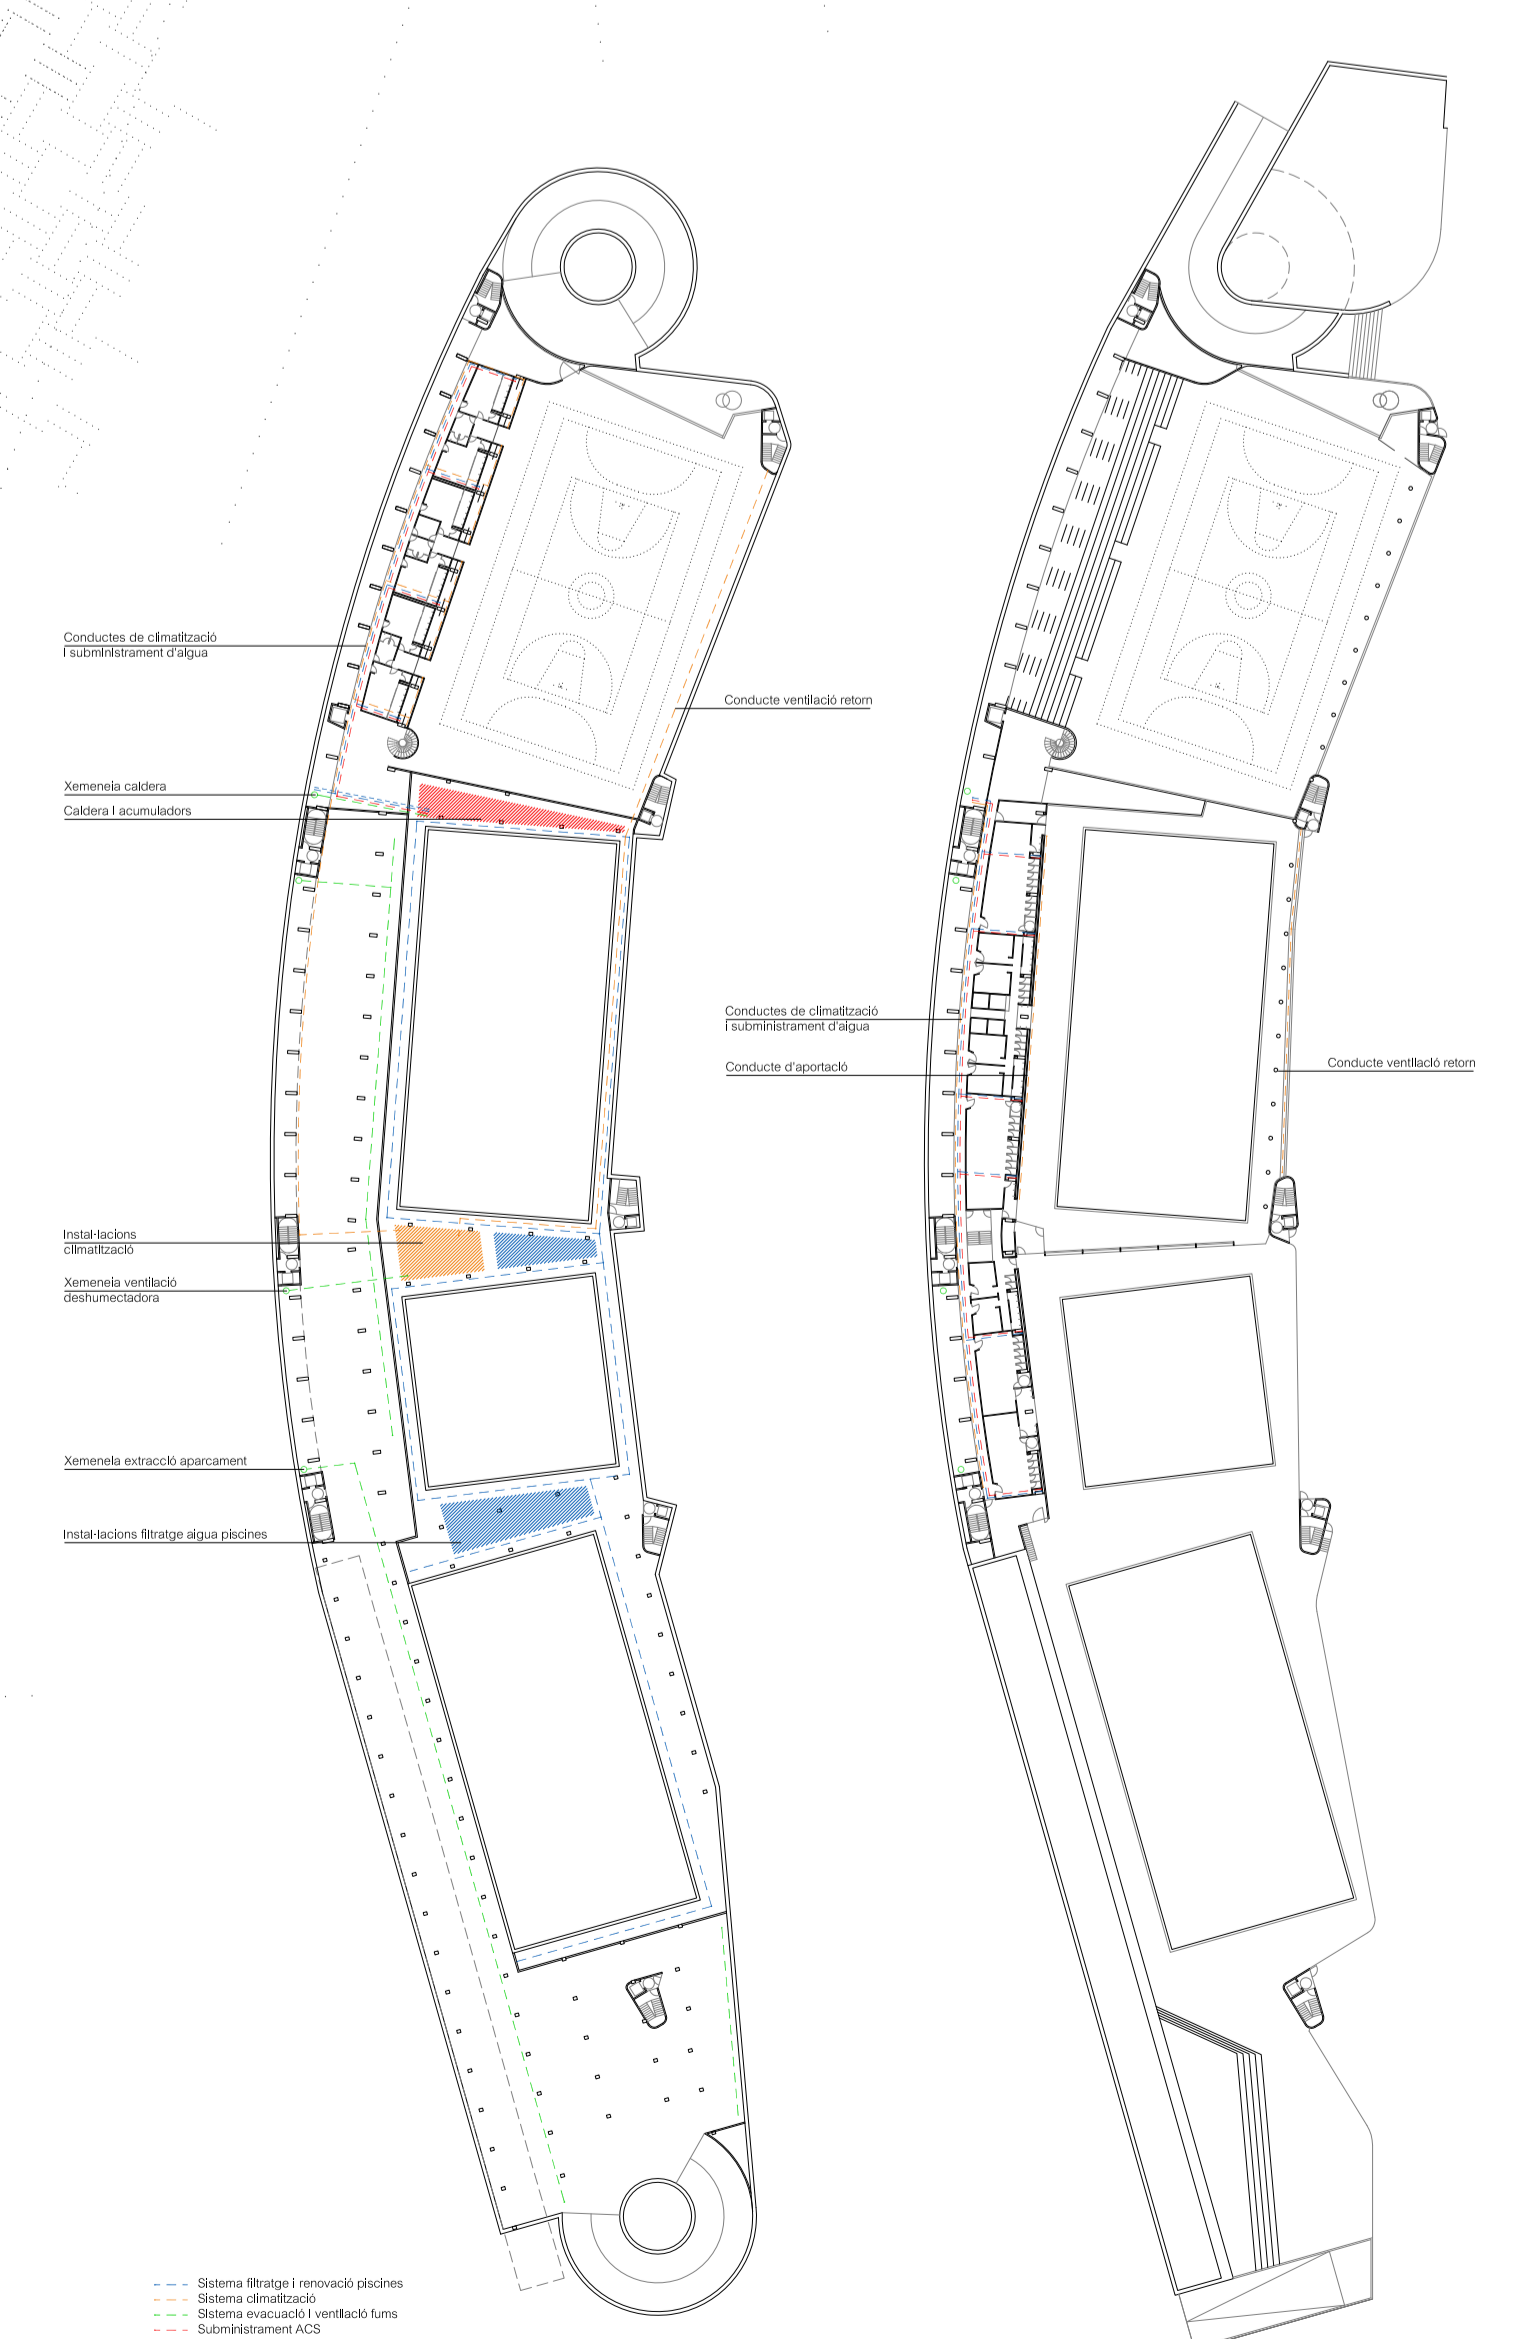 Conductes de climatització
i subministrament d'aigua
Conducte ventilació retorn
Xemeneia caldera
Caldera i acumuladors
Conductes de climatització
i subministrament d'aigua
Conducte d'aportació
Conducte ventilació retorn
Instal·lacions
climatització
Xemeneia ventilació
deshumectadora
Xemeneia extracció aparcament
Instal·lacions filtratge aigua piscines
Sistema filtratge i renovació piscines
Sistema climatització
Sistema evacuació i ventilació fums
Subministrament ACS